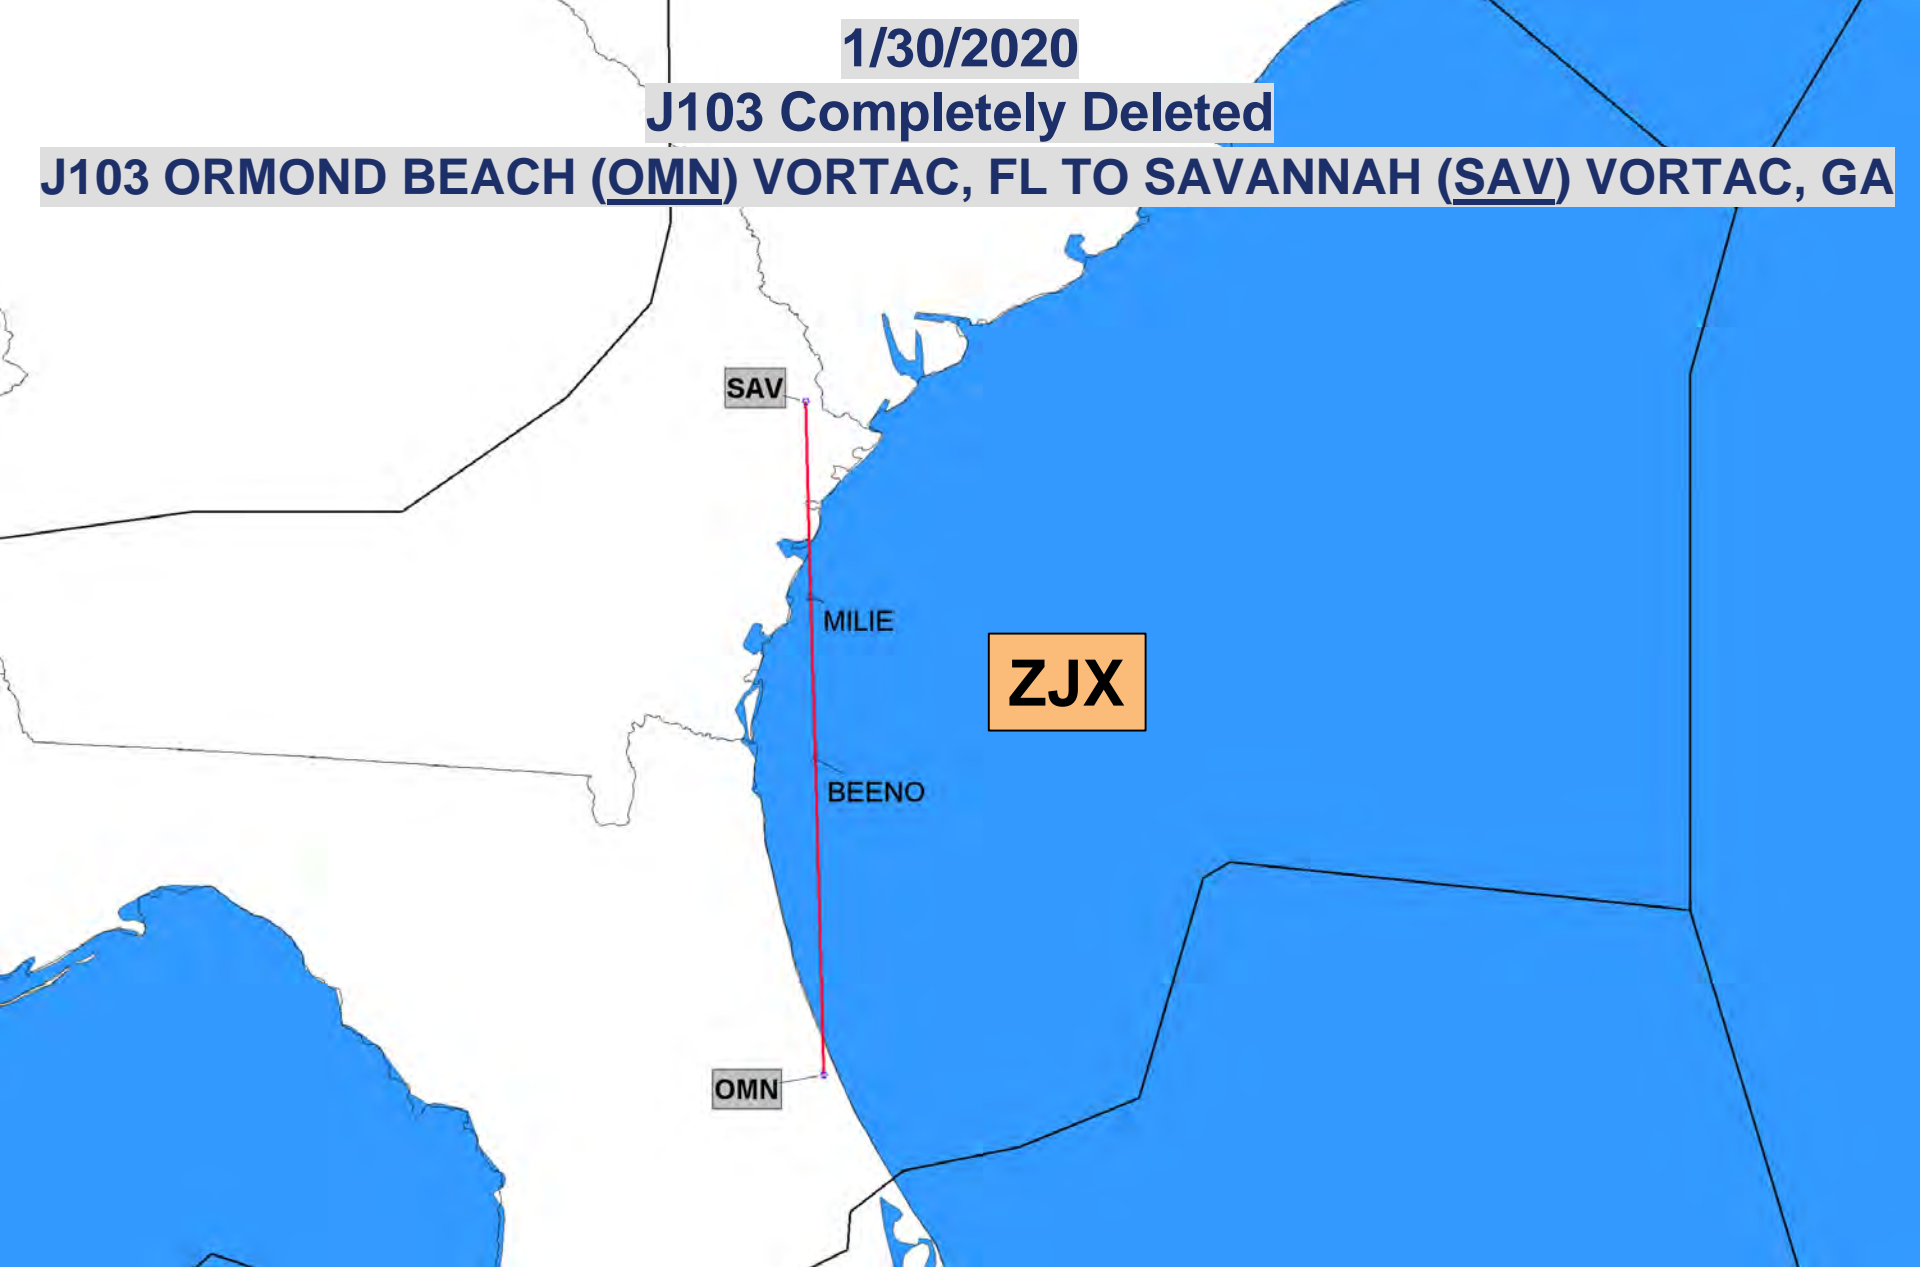 1/30/2020
J103 Completely Deleted
J103 ORMOND BEACH (OMN) VORTAC, FL TO SAVANNAH (SAV) VORTAC, GA
SAV
MILIE
ZJX
BEENO
OMN